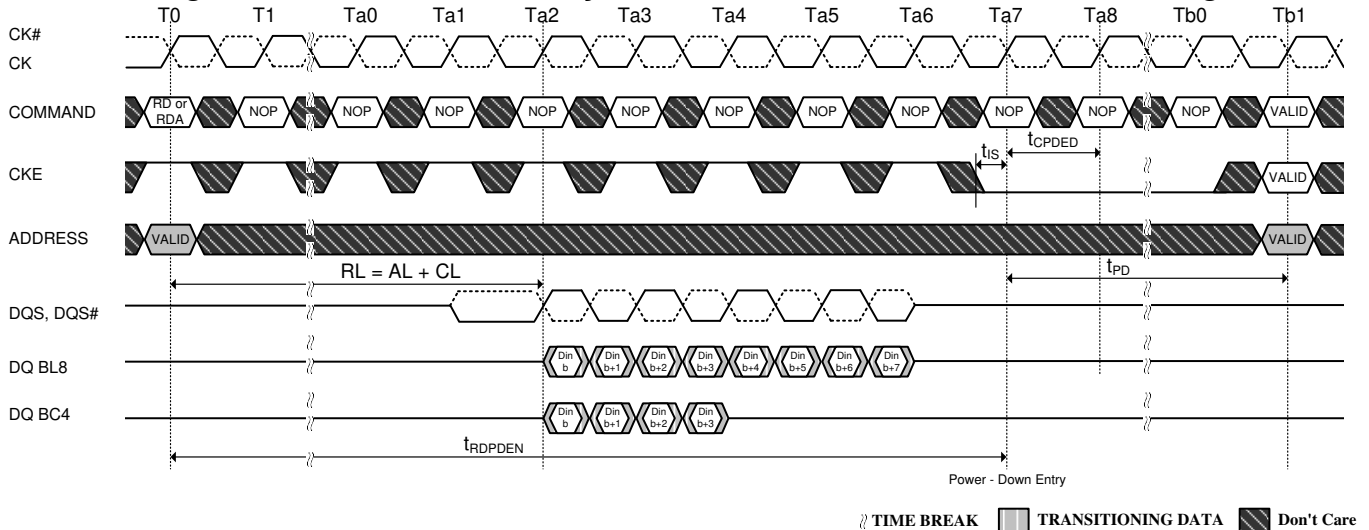 T0 T1 Ta0 Ta1 Ta2 Ta3 Ta4 Ta5 Ta6 Ta7 Ta8 Tb0 Tb1
CK#
CK
COMMAND RD or RDA NOP NOP NOP NOP NOP NOP NOP NOP NOP NOP NOP VALID
tIS tCPDED
CKE VALID
ADDRESS VALID VALID
RL = AL + CL tPD
DQS, DQS#
DQ BL8 Din b Din b+1 Din b+2 Din b+3 Din b+4 Din b+5 Din b+6 Din b+7
DQ BC4 Din b Din b+1 Din b+2 Din b+3
tRDPDEN
Power - Down Entry
TIME BREAK TRANSITIONING DATA Don't Care